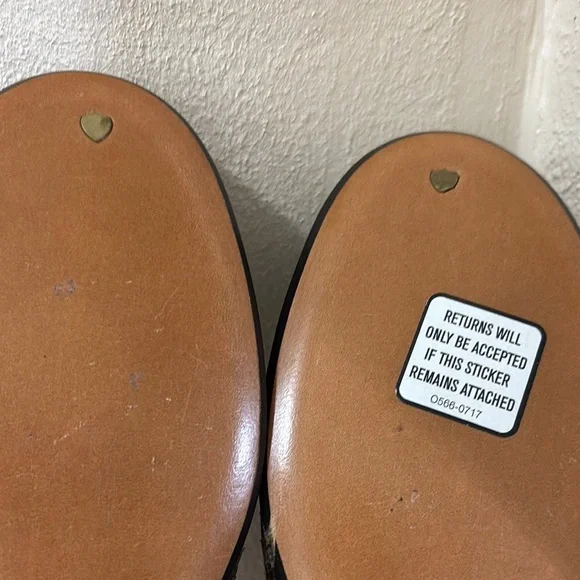 RETURNS WILL
ONLY BE ACCEPTED
IF THIS STICKER
REMAINS ATTACHED
O566-0717